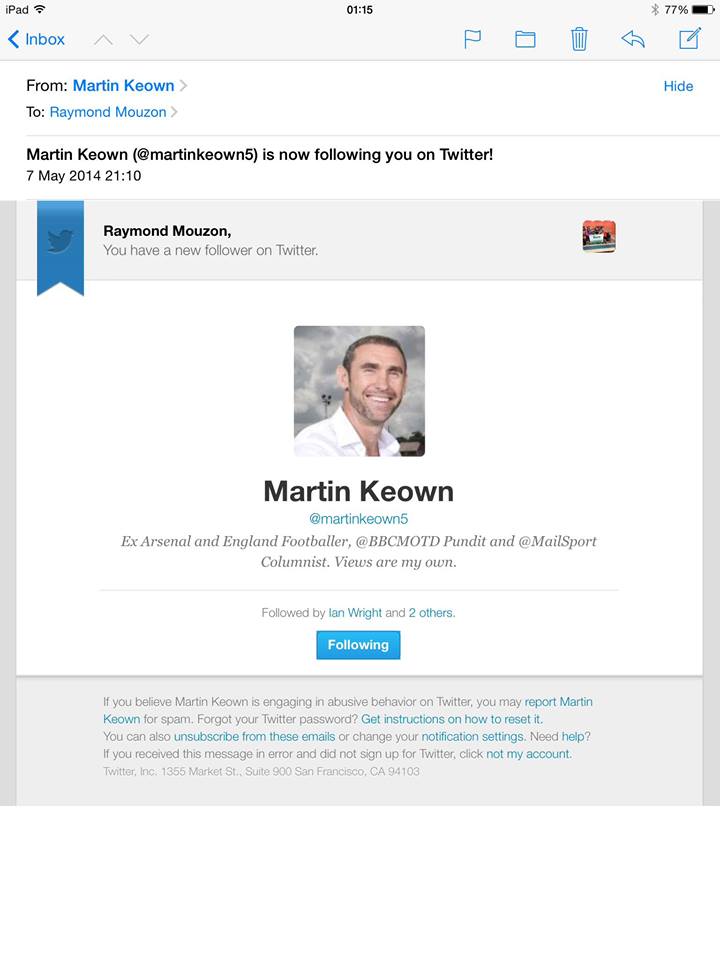 iPad 01:15 77%
Inbox
From: Martin Keown Hide
To: Raymond Mouzon
Martin Keown (@martinkeown5) is now following you on Twitter!
7 May 2014 21:10
Raymond Mouzon,
You have a new follower on Twitter.
Martin Keown
@martinkeown5
Ex Arsenal and England Footballer, @BBCMOTD Pundit and @MailSport
Columnist. Views are my own.
Followed by Ian Wright and 2 others.
Following
If you believe Martin Keown is engaging in abusive behavior on Twitter, you may report Martin
Keown for spam. Forgot your Twitter password? Get instructions on how to reset it.
You can also unsubscribe from these emails or change your notification settings. Need help?
If you received this message in error and did not sign up for Twitter, click not my account.
Twitter, Inc. 1355 Market St., Suite 900 San Francisco, CA 94103